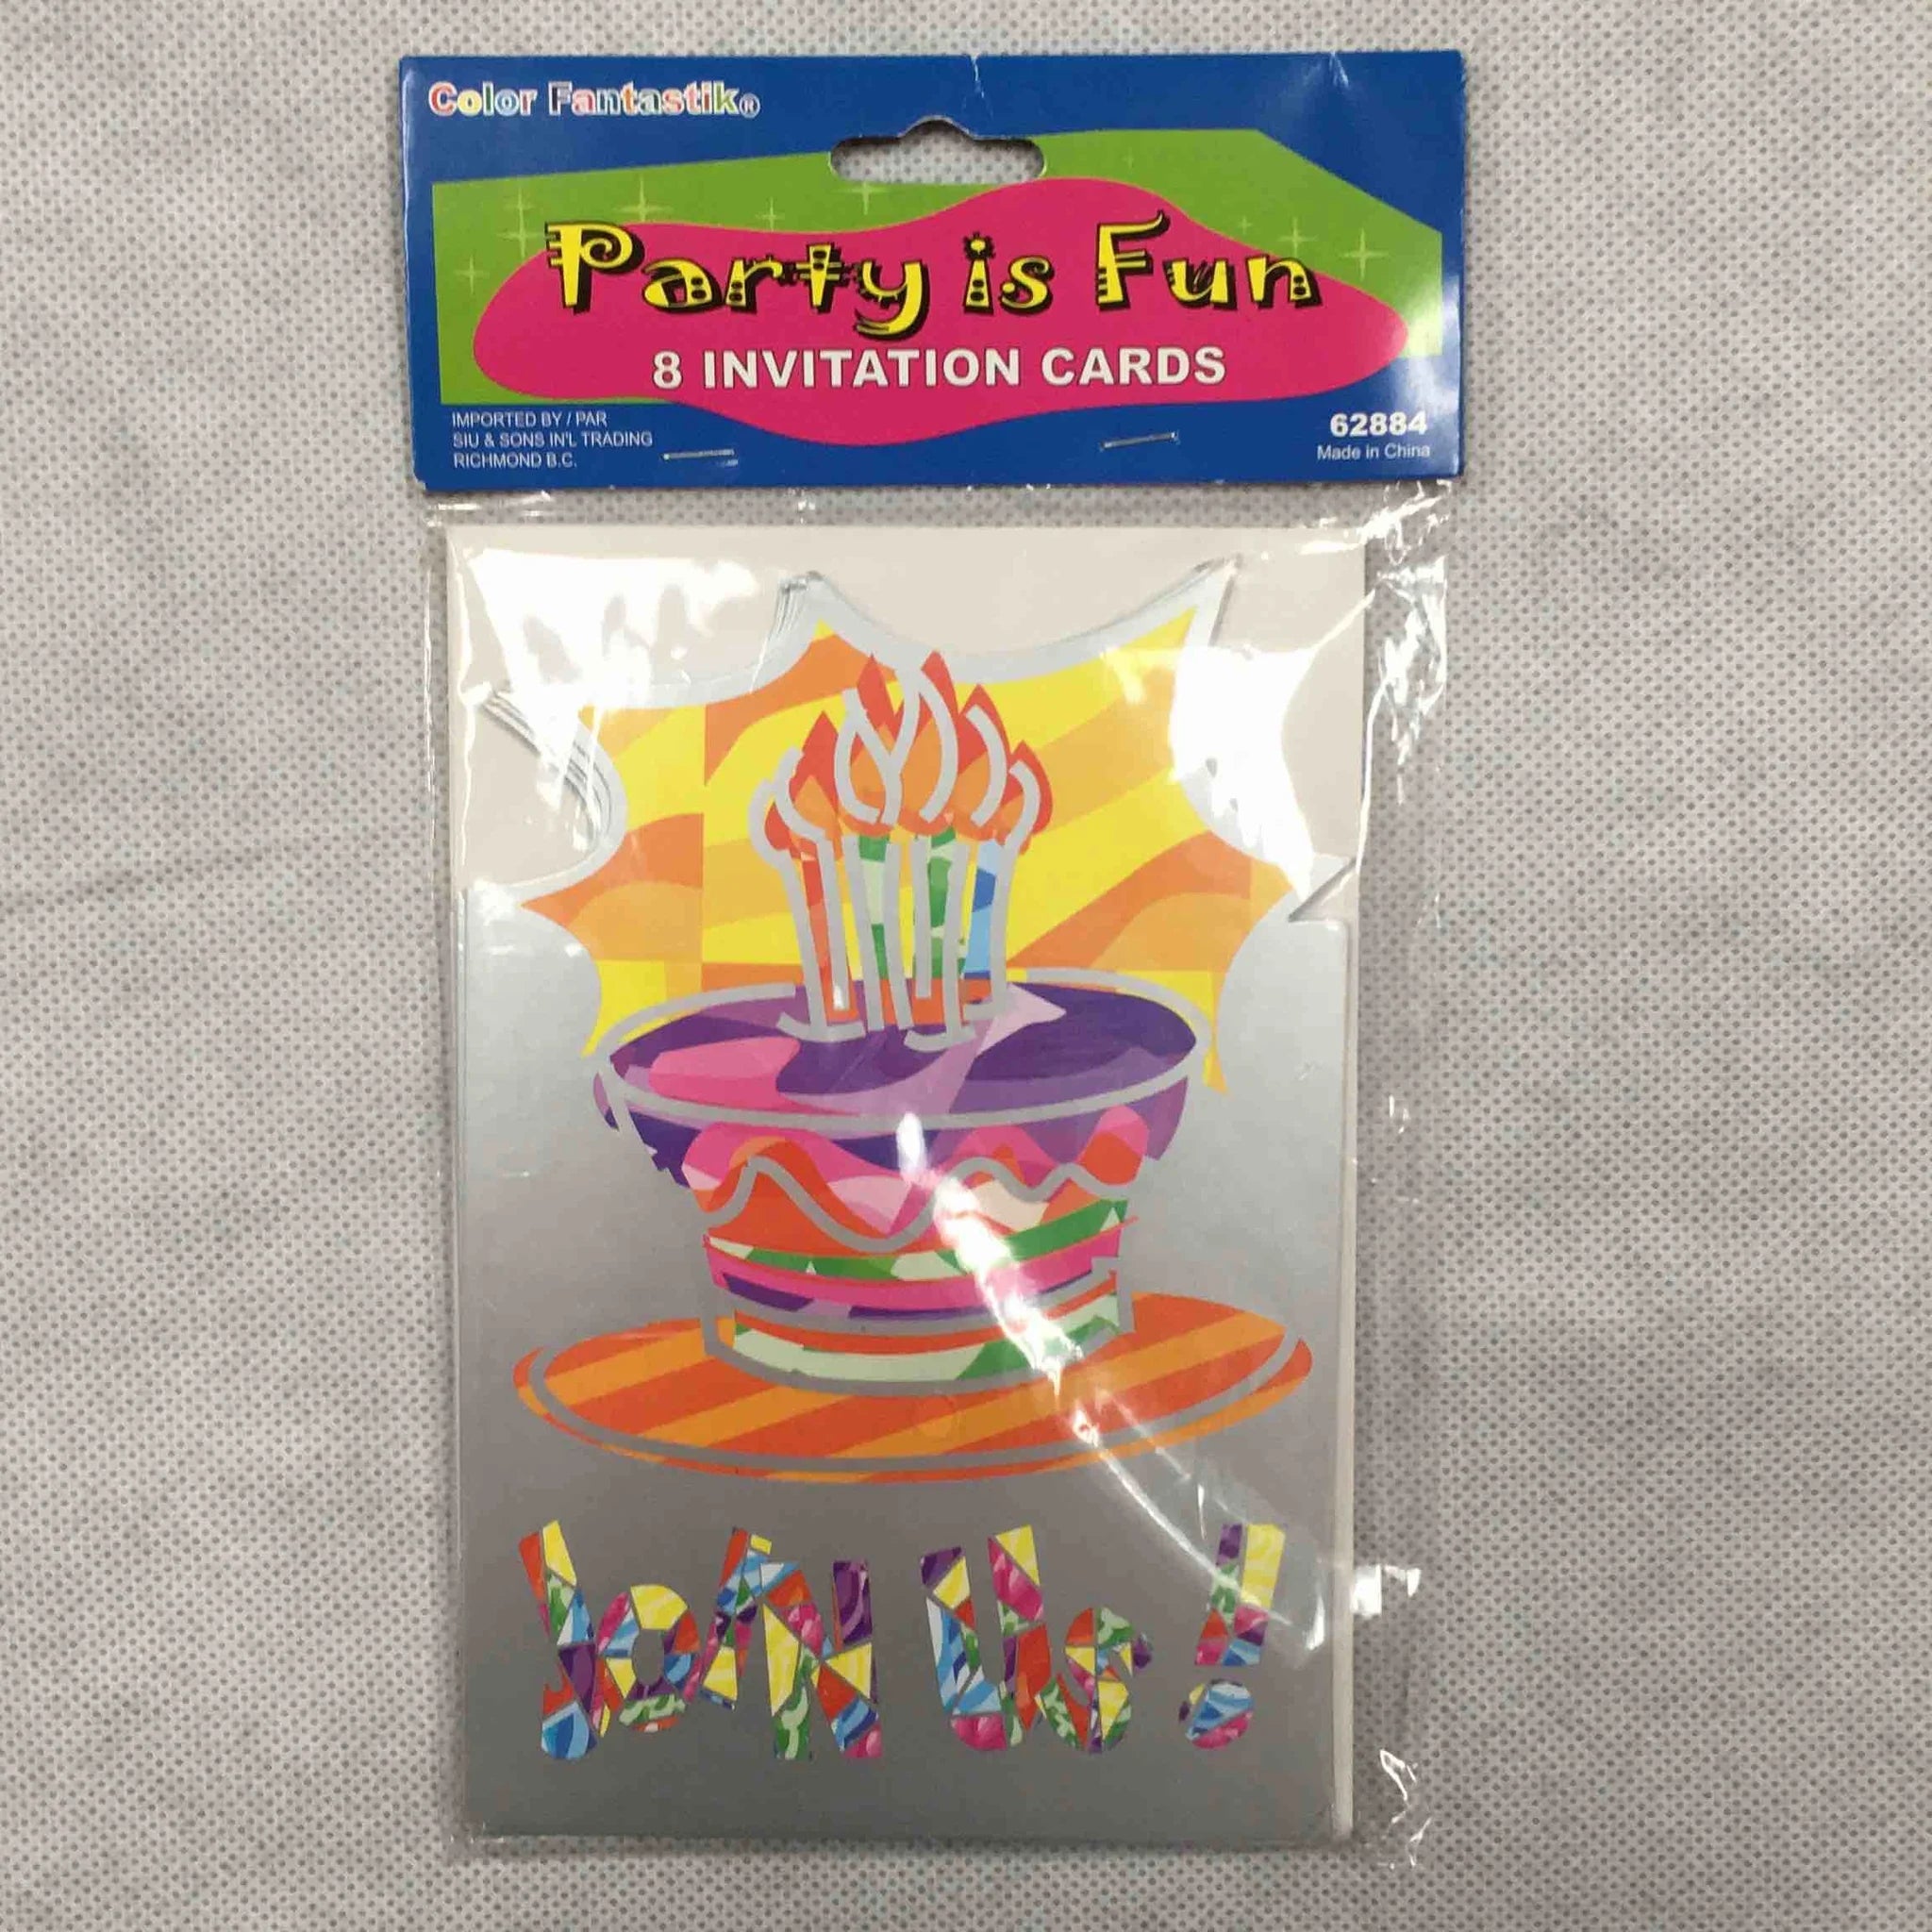 Color Fantastik®
Party is Fun
8 INVITATION CARDS
IMPORTED BY / PAR
SIU & SONS IN'L TRADING
RICHMOND B.C.
62884
Made in China
JOIN US!